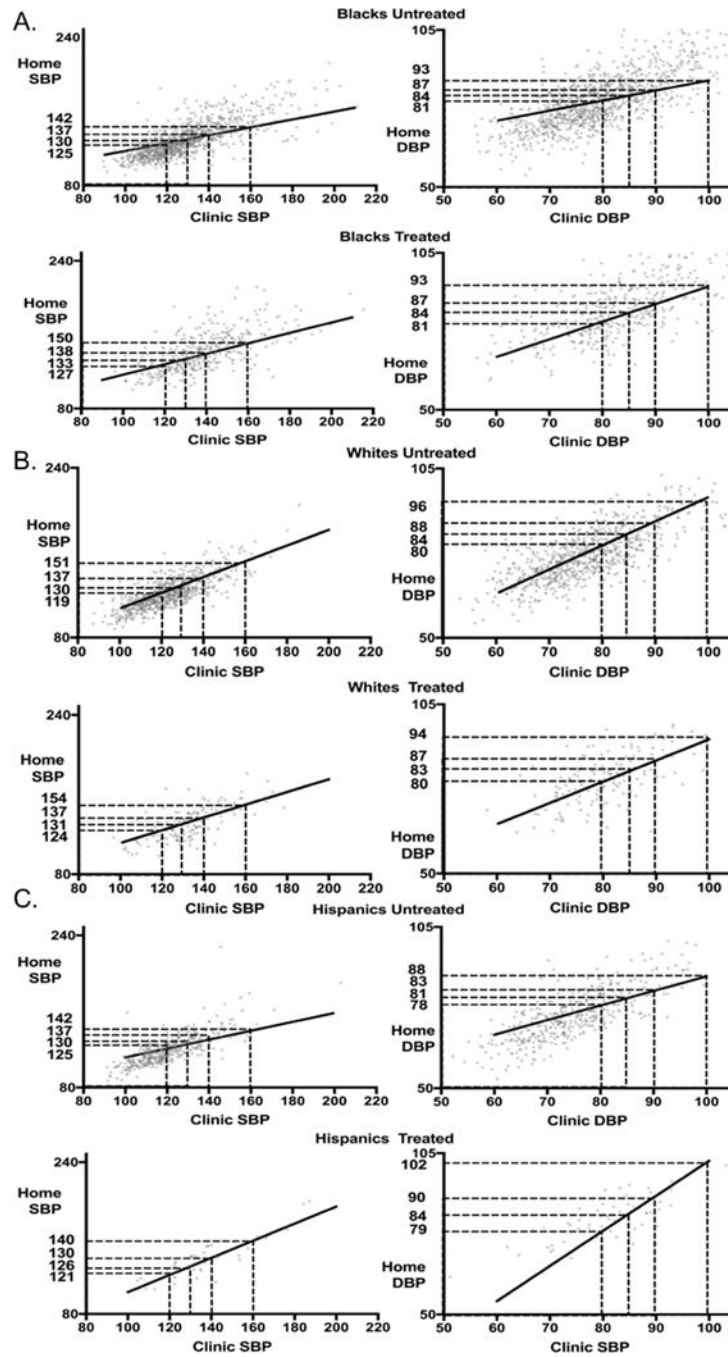 A.
Blacks Untreated
240
Home
SBP
142
137
130
125
80
80 100 120 140 160 180 200 220
Clinic SBP
105
93
87
84
81
Home
DBP
50
50 60 70 80 90 100
Clinic DBP
Blacks Treated
240
Home
SBP
150
138
133
127
80
80 100 120 140 160 180 200 220
Clinic SBP
105
93
87
84
81
Home
DBP
50
50 60 70 80 90 100
Clinic DBP
B.
Whites Untreated
240
Home
SBP
151
137
130
119
80
80 100 120 140 160 180 200 220
Clinic SBP
105
96
88
84
80
Home
DBP
50
50 60 70 80 90 100
Clinic DBP
Whites Treated
240
Home
SBP
154
137
131
124
80
80 100 120 140 160 180 200 220
Clinic SBP
105
94
87
83
80
Home
DBP
50
50 60 70 80 90 100
Clinic DBP
C.
Hispanics Untreated
240
Home
SBP
142
137
130
125
80
80 100 120 140 160 180 200 220
Clinic SBP
105
88
83
81
78
Home
DBP
50
50 60 70 80 90 100
Clinic DBP
Hispanics Treated
240
Home
SBP
140
130
126
121
80
80 100 120 140 160 180 200 220
Clinic SBP
105
102
90
84
79
Home
DBP
50
50 60 70 80 90 100
Clinic SBP